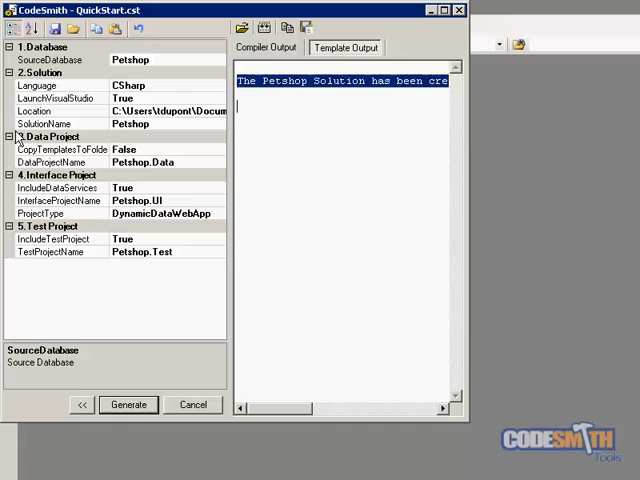 CodeSmith - QuickStart.cst
Compiler Output
Template Output
1.Database
SourceDatabase Petshop
2.Solution
Language CSharp
LaunchVisualStudio True
Location C:\Users\tdupont\Docum
SolutionName Petshop
3.Data Project
CopyTemplatesToFolde False
DataProjectName Petshop.Data
4.Interface Project
IncludeDataServices True
InterfaceProjectName Petshop.UI
ProjectType DynamicDataWebApp
5.Test Project
IncludeTestProject True
TestProjectName Petshop.Test
SourceDatabase
Source Database
<< Generate Cancel
The Petshop Solution has been cre
CODESMITH
Tools